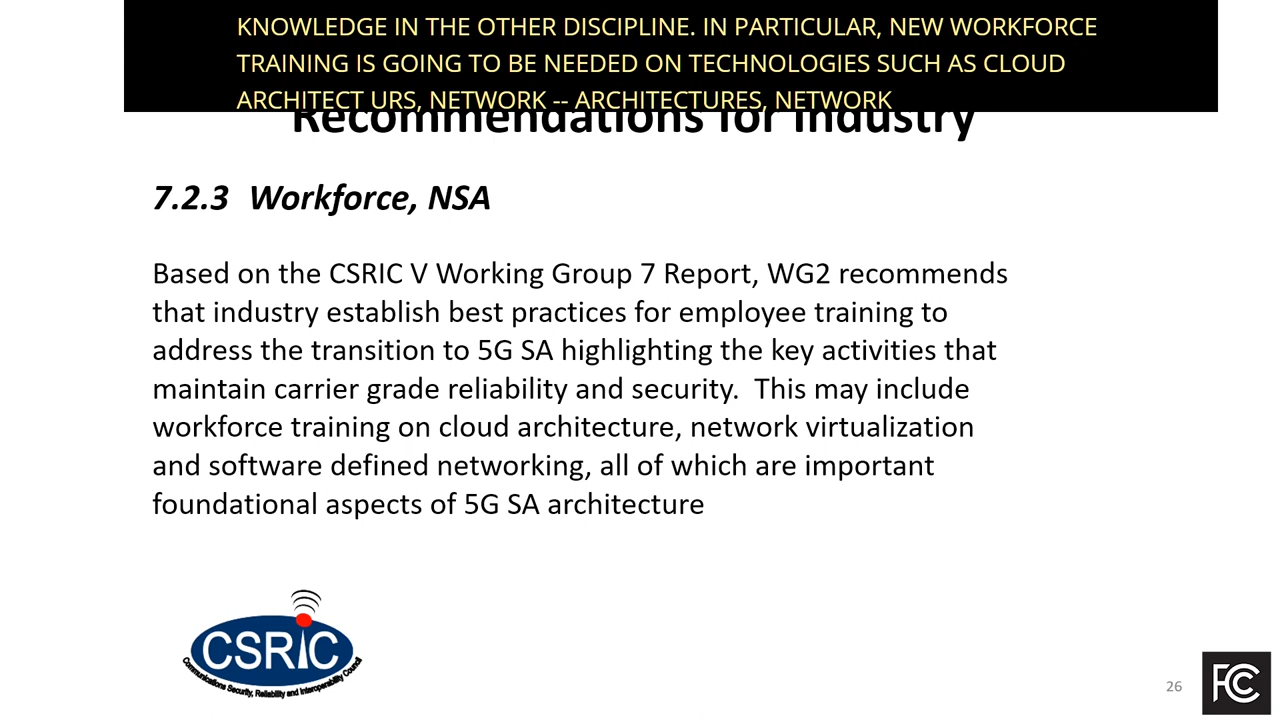 KNOWLEDGE IN THE OTHER DISCIPLINE. IN PARTICULAR, NEW WORKFORCE
TRAINING IS GOING TO BE NEEDED ON TECHNOLOGIES SUCH AS CLOUD
ARCHITECT URS, NETWORK -- ARCHITECTURES, NETWORK
Recommendations for Industry
7.2.3 Workforce, NSA
Based on the CSRIC V Working Group 7 Report, WG2 recommends
that industry establish best practices for employee training to
address the transition to 5G SA highlighting the key activities that
maintain carrier grade reliability and security.  This may include
workforce training on cloud architecture, network virtualization
and software defined networking, all of which are important
foundational aspects of 5G SA architecture
CSRIC
Communications Security, Reliability and Interoperability Council
26
FCC